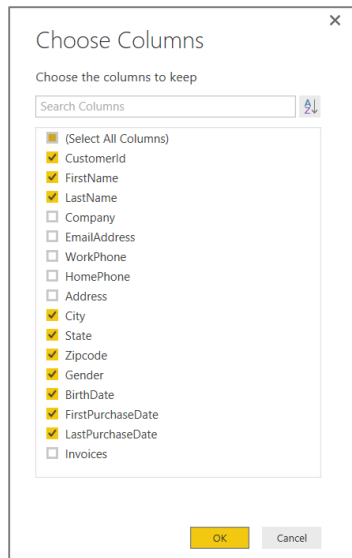 Choose Columns
Choose the columns to keep
Search Columns
(Select All Columns)
CustomerId
FirstName
LastName
Company
EmailAddress
WorkPhone
HomePhone
Address
City
State
Zipcode
Gender
BirthDate
FirstPurchaseDate
LastPurchaseDate
Invoices
OK Cancel